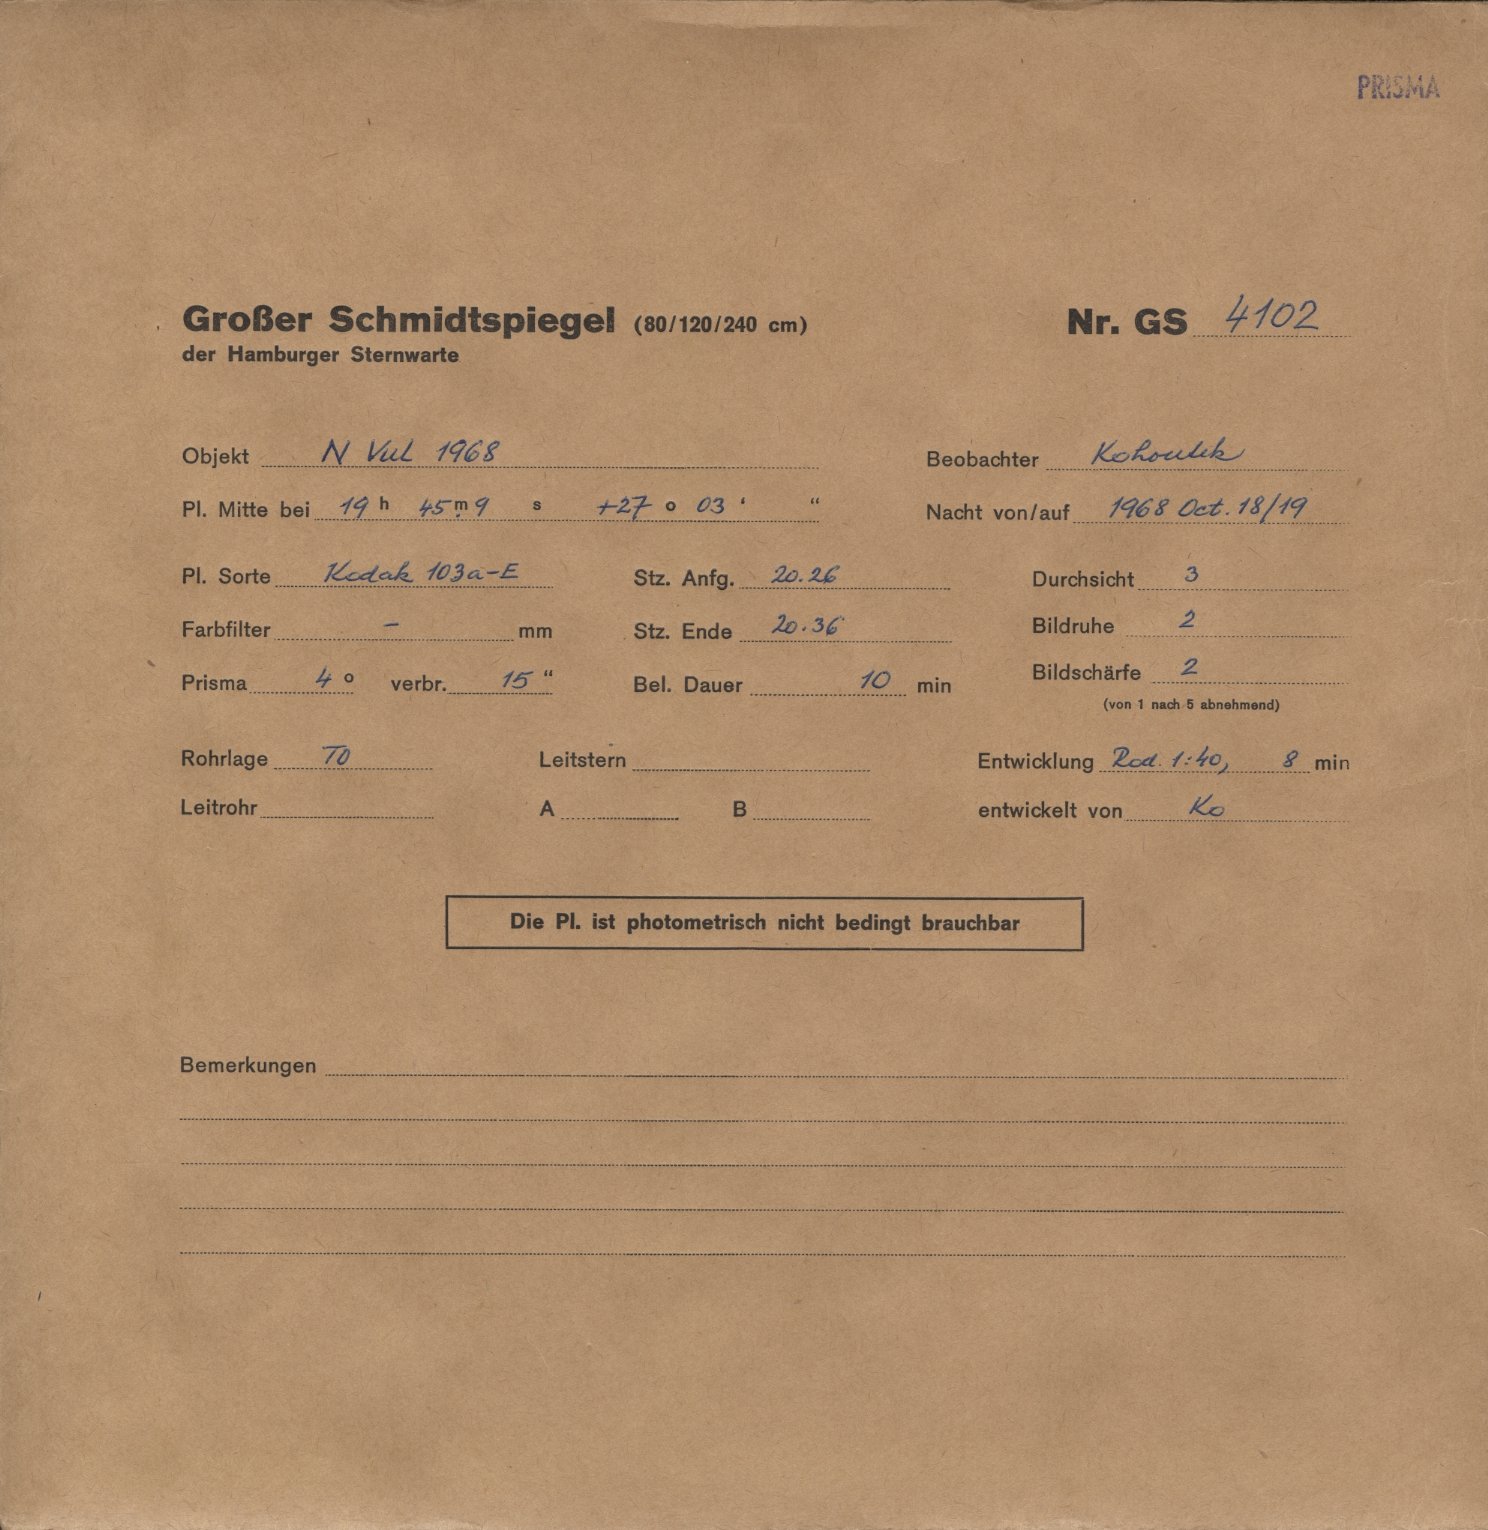 PRISMA
Großer Schmidtspiegel (80/120/240 cm) Nr. GS 4102
der Hamburger Sternwarte
Objekt N Vul 1968 Beobachter Kohoutek
Pl. Mitte bei 19 h 45 m. 9 s +27 o 03 ‘ “ Nacht von/auf 1968 Oct. 18/19
Pl. Sorte Kodak 103a-E Stz. Anfg. 20.26 Durchsicht 3
Farbfilter – mm Stz. Ende 20.36 Bildruhe 2
Prisma 4 o verbr. 15 “ Bel. Dauer 10 min Bildschärfe 2
(von 1 nach 5 abnehmend)
Rohrlage TO Leitstern Entwicklung Rod. 1:40, 8 min
Leitrohr A B entwickelt von Ko
Die Pl. ist photometrisch nicht bedingt brauchbar
Bemerkungen